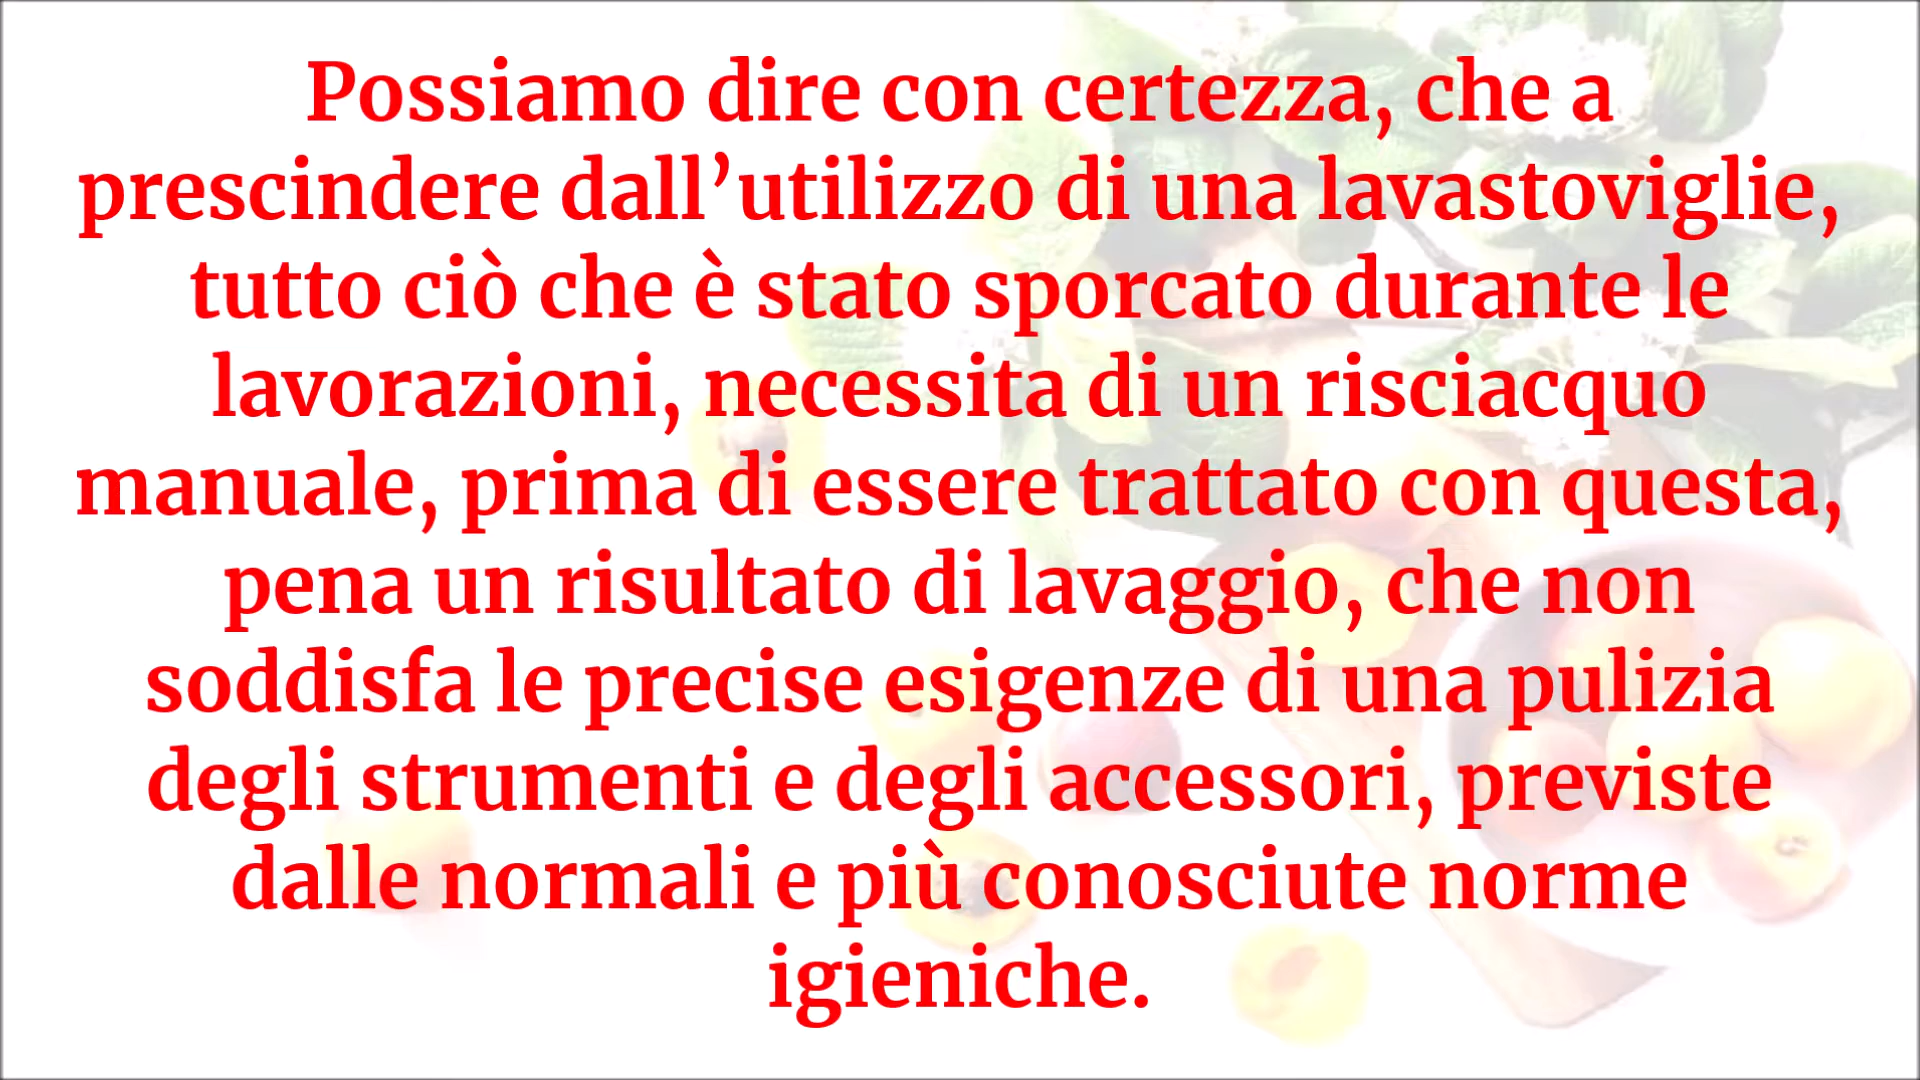 Possiamo dire con certezza, che a
prescindere dall’utilizzo di una lavastoviglie,
tutto ciò che è stato sporcato durante le
lavorazioni, necessita di un risciacquo
manuale, prima di essere trattato con questa,
pena un risultato di lavaggio, che non
soddisfa le precise esigenze di una pulizia
degli strumenti e degli accessori, previste
dalle normali e più conosciute norme
igieniche.